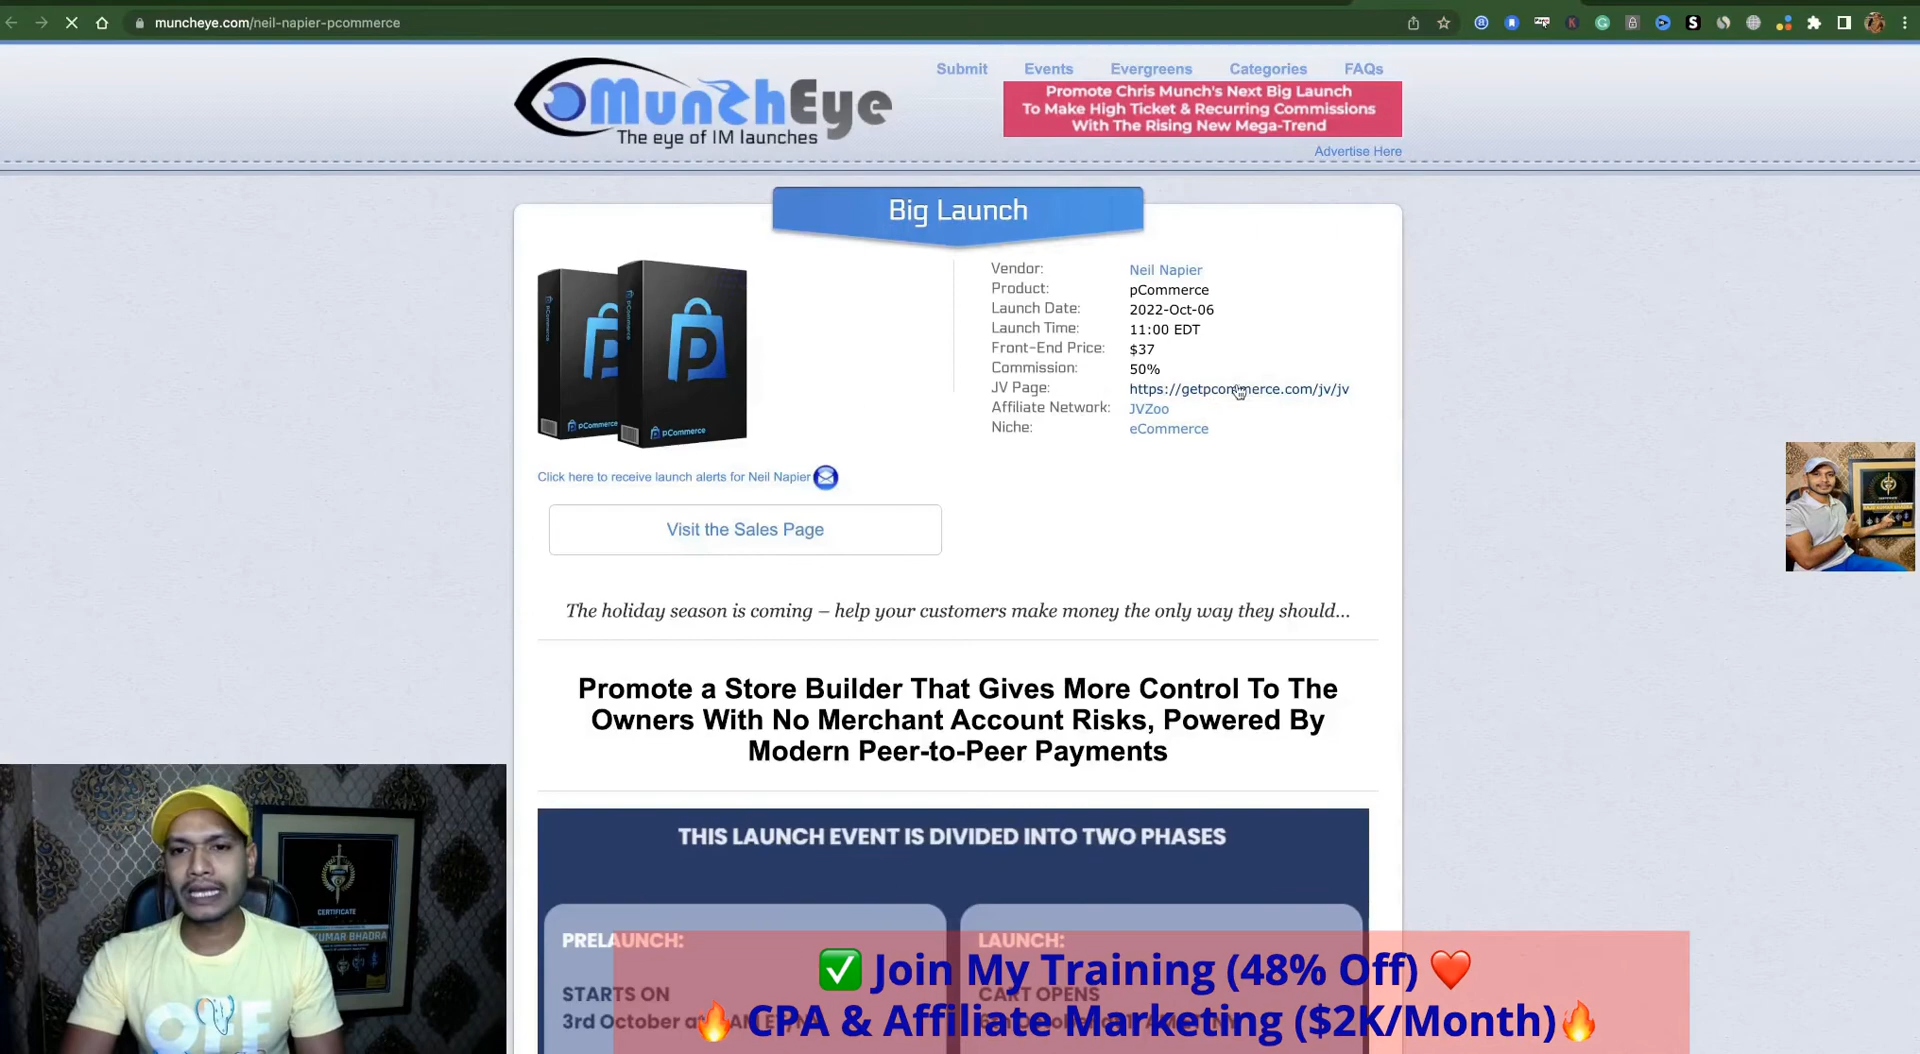 muncheye.com/neil-napier-pcommerce
MunchEye
The eye of IM launches
Submit
Events
Evergreens
Categories
FAQs
Promote Chris Munch's Next Big Launch
To Make High Ticket & Recurring Commissions
With The Rising New Mega-Trend
Advertise Here
Big Launch
pCommerce
pCommerce
Vendor: Neil Napier
Product: pCommerce
Launch Date: 2022-Oct-06
Launch Time: 11:00 EDT
Front-End Price: $37
Commission: 50%
JV Page: https://getpcommerce.com/jv/jv
Affiliate Network: JVZoo
Niche: eCommerce
Click here to receive launch alerts for Neil Napier
Visit the Sales Page
The holiday season is coming – help your customers make money the only way they should...
Promote a Store Builder That Gives More Control To The
Owners With No Merchant Account Risks, Powered By
Modern Peer-to-Peer Payments
THIS LAUNCH EVENT IS DIVIDED INTO TWO PHASES
PRELAUNCH:
STARTS ON
3rd October
LAUNCH:
CART OPENS
✅ Join My Training (48% Off) ❤️
🔥 CPA & Affiliate Marketing ($2K/Month)🔥
CERTIFICATE
KUMAR BHADRA